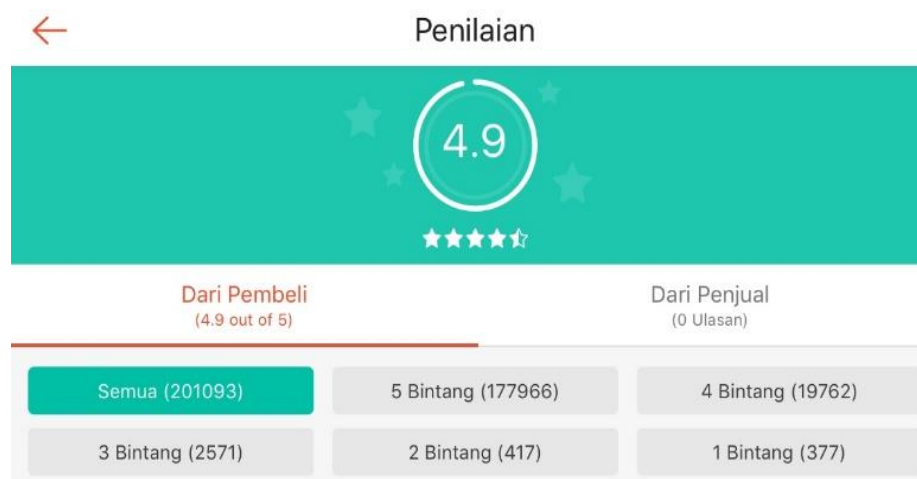 Penilaian
4.9
Dari Pembeli
(4.9 out of 5)
Dari Penjual
(0 Ulasan)
Semua (201093)
5 Bintang (177966)
4 Bintang (19762)
3 Bintang (2571)
2 Bintang (417)
1 Bintang (377)